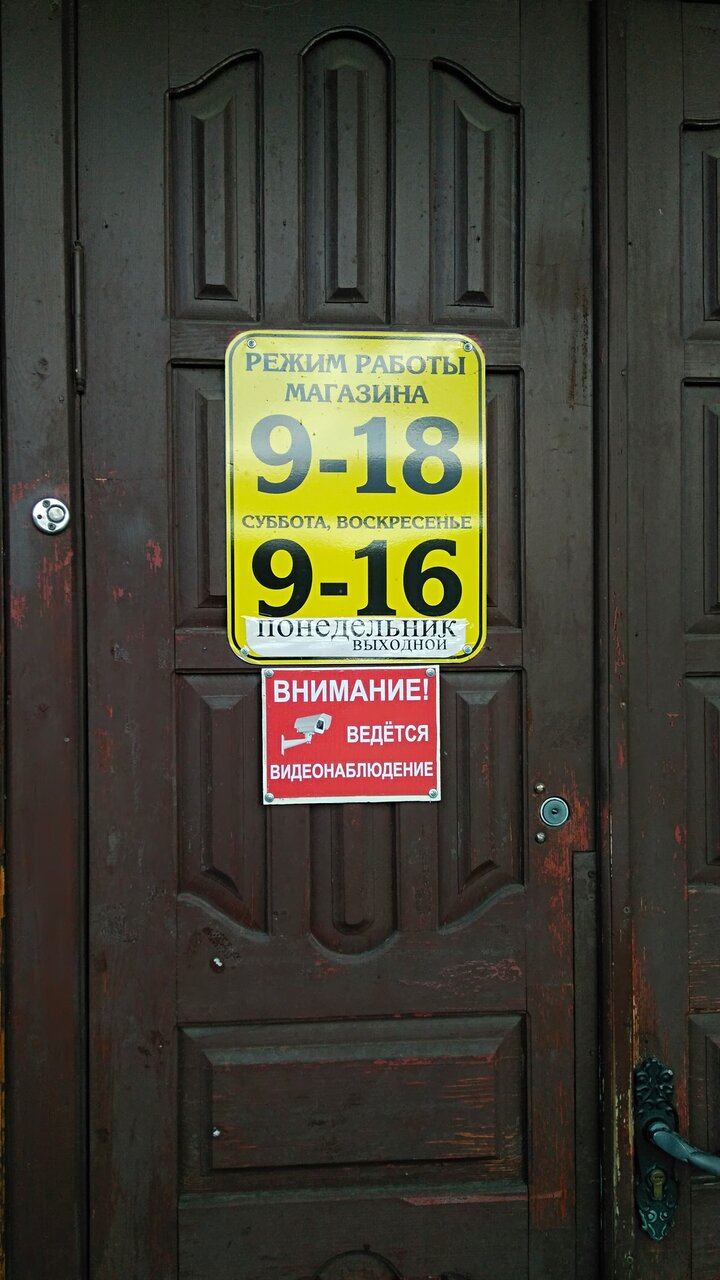 РЕЖИМ РАБОТЫ
МАГАЗИНА
9-18
СУББОТА, ВОСКРЕСЕНЬЕ
9-16
ПОНЕДЕЛЬНИК
ВЫХОДНОЙ
ВНИМАНИЕ!
ВЕДЁТСЯ
ВИДЕОНАБЛЮДЕНИЕ